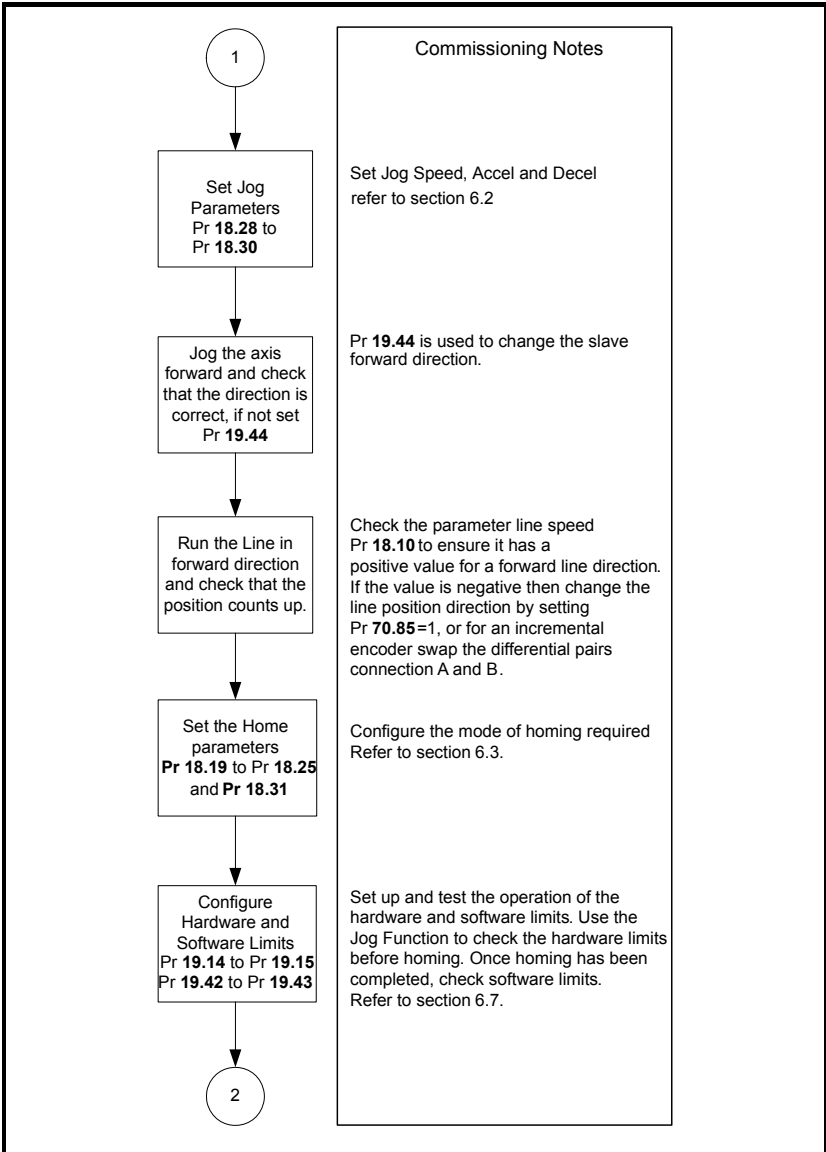 1
Commissioning Notes
Set Jog
Parameters
Pr 18.28 to
Pr 18.30
Set Jog Speed, Accel and Decel
refer to section 6.2
Jog the axis
forward and check
that the direction is
correct, if not set
Pr 19.44
Pr 19.44 is used to change the slave
forward direction.
Run the Line in
forward direction
and check that the
position counts up.
Check the parameter line speed
Pr 18.10 to ensure it has a
positive value for a forward line direction.
If the value is negative then change the
line position direction by setting
Pr 70.85=1, or for an incremental
encoder swap the differential pairs
connection A and B.
Set the Home
parameters
Pr 18.19 to Pr 18.25
and Pr 18.31
Configure the mode of homing required
Refer to section 6.3.
Configure
Hardware and
Software Limits
Pr 19.14 to Pr 19.15
Pr 19.42 to Pr 19.43
Set up and test the operation of the
hardware and software limits. Use the
Jog Function to check the hardware limits
before homing. Once homing has been
completed, check software limits.
Refer to section 6.7.
2